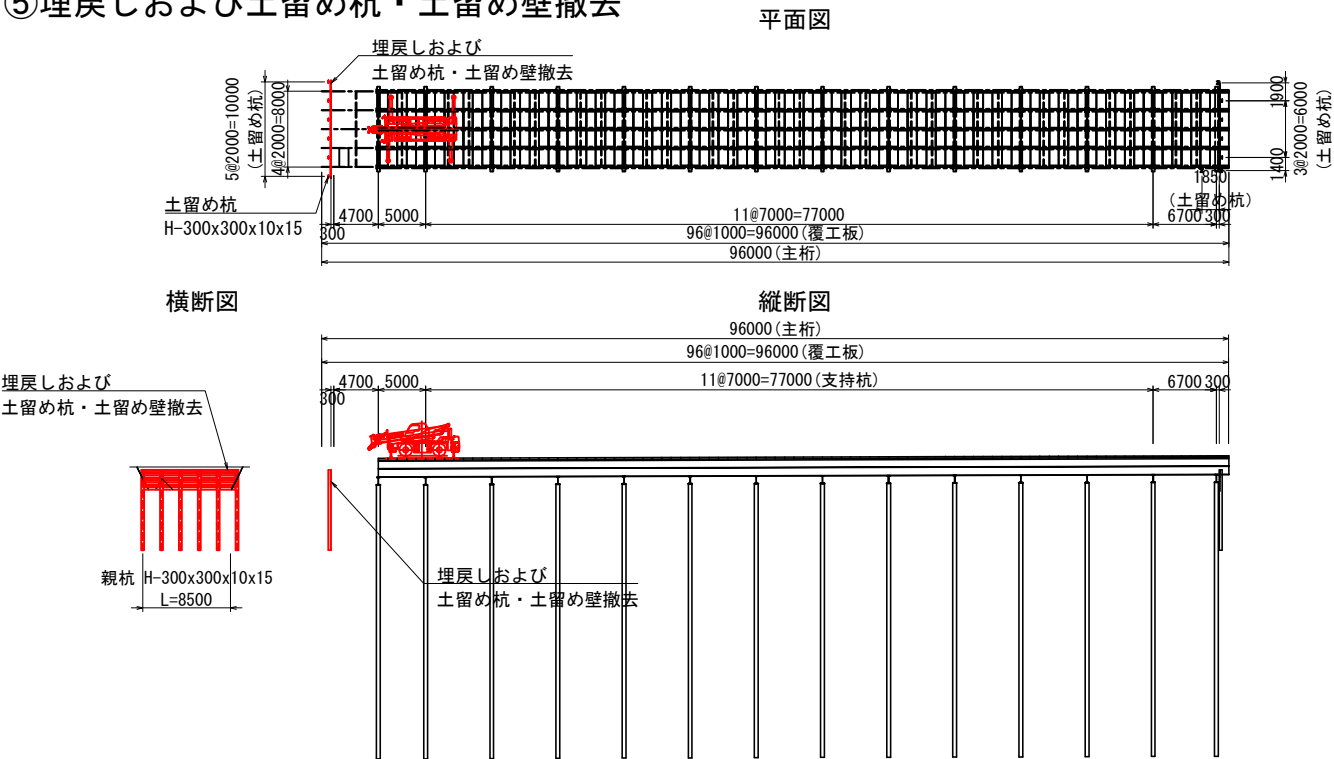 ⑤埋戻しおよび土留め杭・土留め壁撤去
平面図
埋戻しおよび
土留め杭・土留め壁撤去
5@2000=10000
(土留め杭)
4@2000=8000
1900
3@2000=6000
(土留め杭)
1400
1850
(土留め杭)
土留め杭
H-300x300x10x15
300
4700
5000
11@7000=77000
6700
300
96@1000=96000(覆工板)
96000(主桁)
横断図
縦断図
96000(主桁)
96@1000=96000(覆工板)
300
4700
5000
11@7000=77000(支持杭)
6700
300
埋戻しおよび
土留め杭・土留め壁撤去
親杭 H-300x300x10x15
L=8500
埋戻しおよび
土留め杭・土留め壁撤去